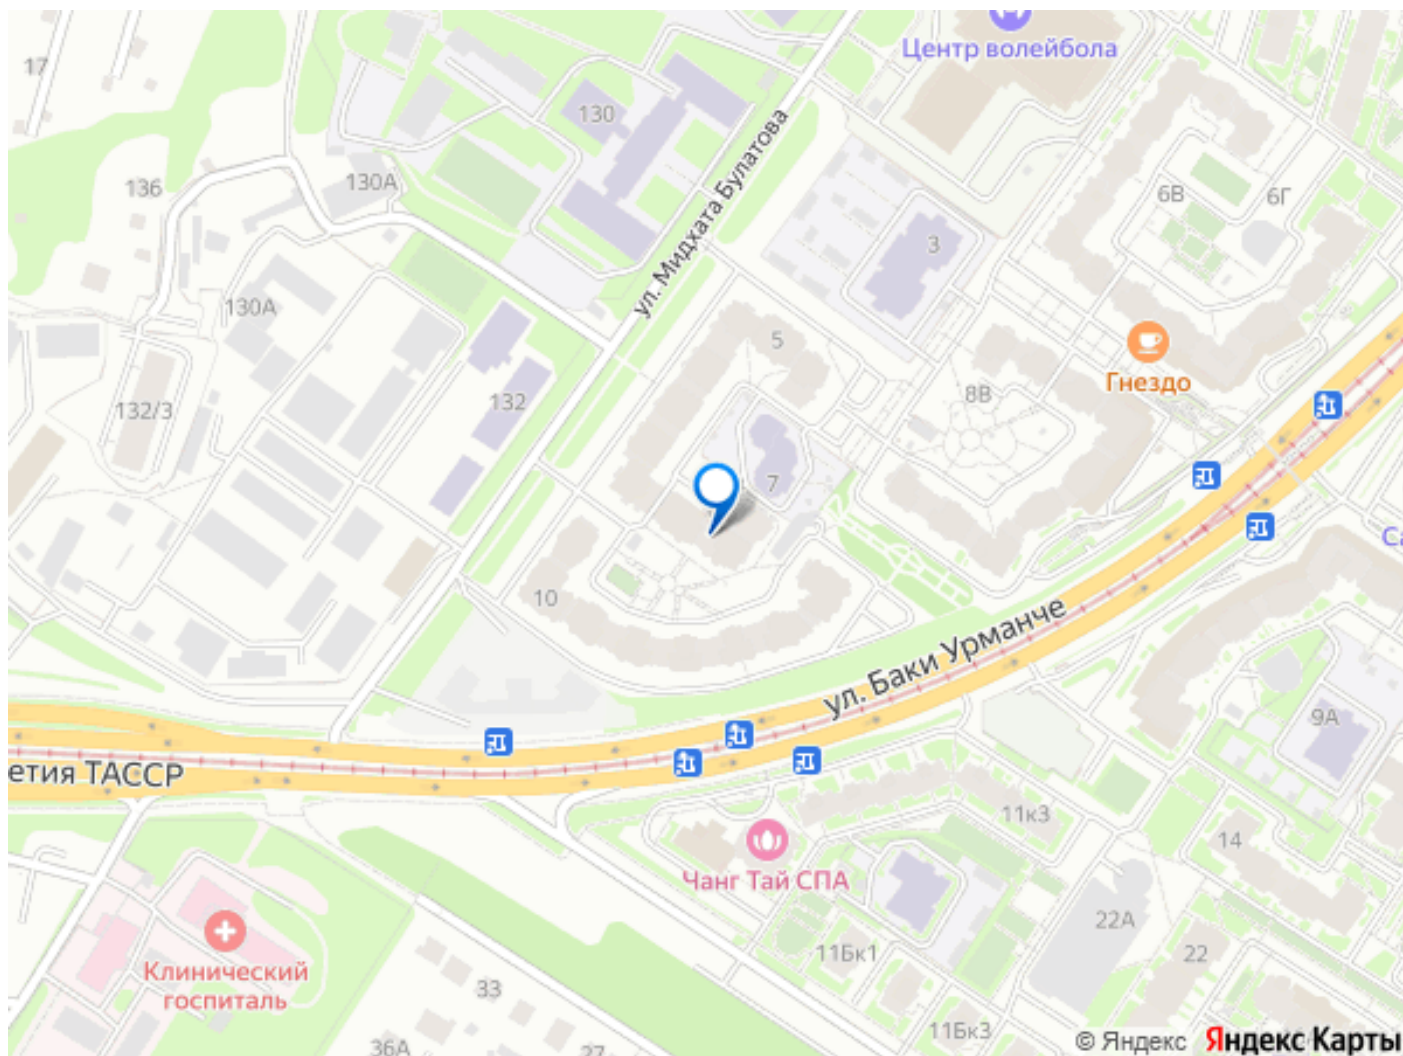 Центр волейбола
17
130
ул. Мидхата Булатова
130А
136
6В
6Г
3
130А
5
Гнездо
8В
132
132/3
7
10
ул. Баки Урманче
Са
9А
етия ТАССР
11к3
14
Чанг Тай СПА
22А
11Бк1
22
Клинический
госпиталь
33
11Бк3
36А
27
© Яндекс Яндекс Карты